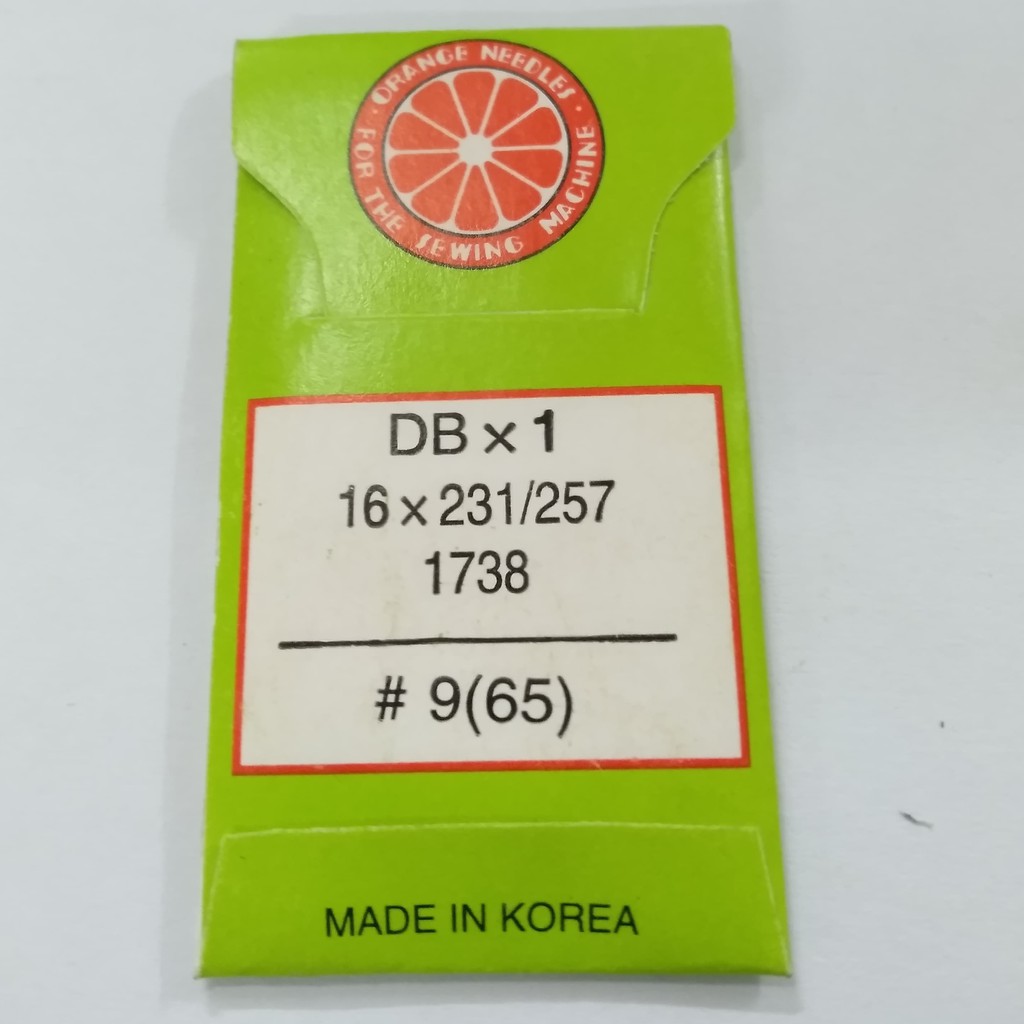 ORANGE NEEDLES
FOR THE SEWING MACHINE
DB × 1
16 × 231/257
1738
# 9(65)
MADE IN KOREA